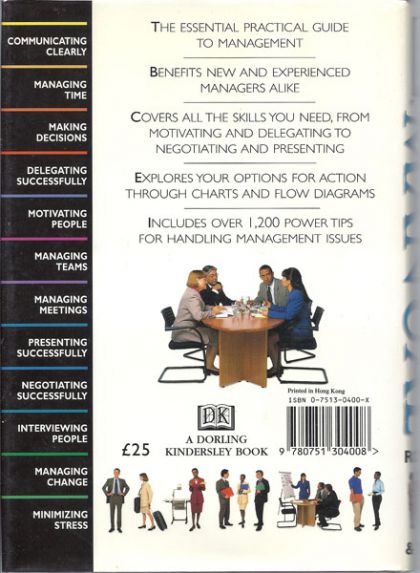 COMMUNICATING
CLEARLY
MANAGING
TIME
MAKING
DECISIONS
DELEGATING
SUCCESSFULLY
MOTIVATING
PEOPLE
MANAGING
TEAMS
MANAGING
MEETINGS
PRESENTING
SUCCESSFULLY
NEGOTIATING
SUCCESSFULLY
INTERVIEWING
PEOPLE
MANAGING
CHANGE
MINIMIZING
STRESS
THE ESSENTIAL PRACTICAL GUIDE
TO MANAGEMENT
BENEFITS NEW AND EXPERIENCED
MANAGERS ALIKE
COVERS ALL THE SKILLS YOU NEED, FROM
MOTIVATING AND DELEGATING TO
NEGOTIATING AND PRESENTING
EXPLORES YOUR OPTIONS FOR ACTION
THROUGH CHARTS AND FLOW DIAGRAMS
INCLUDES OVER 1,200 POWER TIPS
FOR HANDLING MANAGEMENT ISSUES
£25
DK
A DORLING
KINDERSLEY BOOK
Printed in Hong Kong
ISBN 0-7513-0400-X
9 780751 304008 >